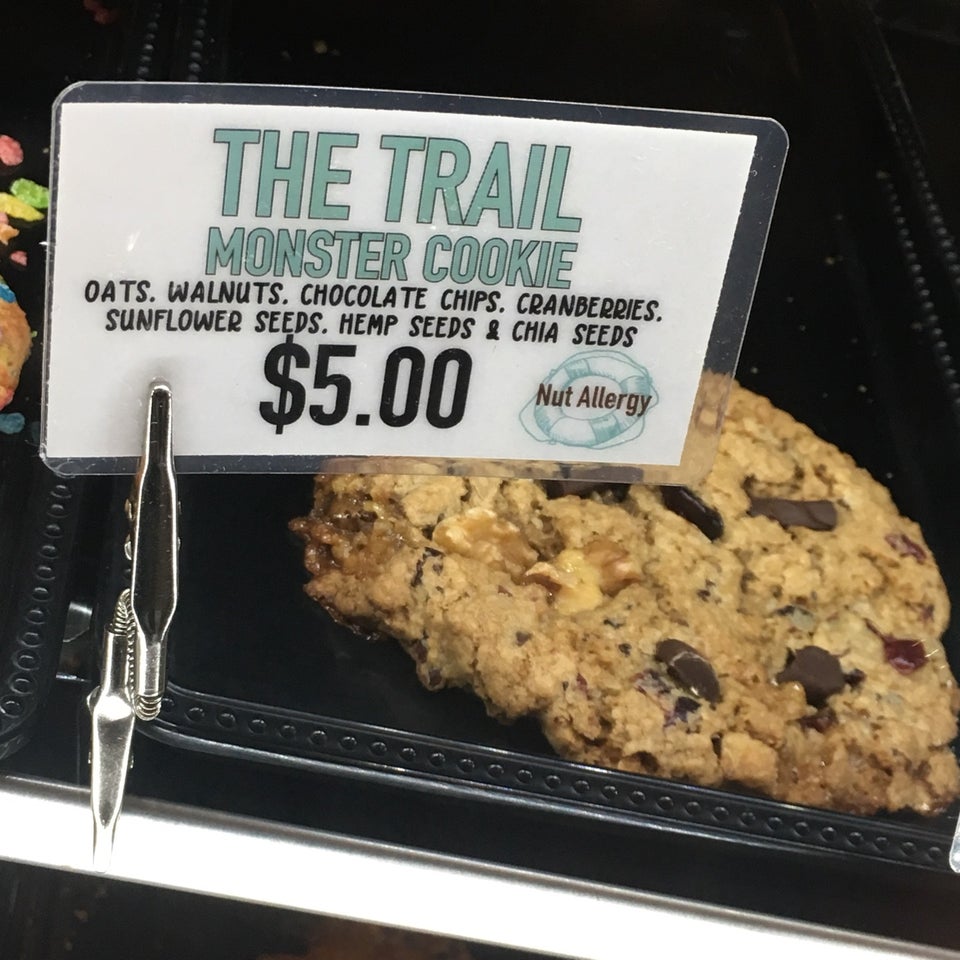 THE TRAIL
MONSTER COOKIE
OATS. WALNUTS. CHOCOLATE CHIPS. CRANBERRIES.
SUNFLOWER SEEDS. HEMP SEEDS & CHIA SEEDS
$5.00
Nut Allergy